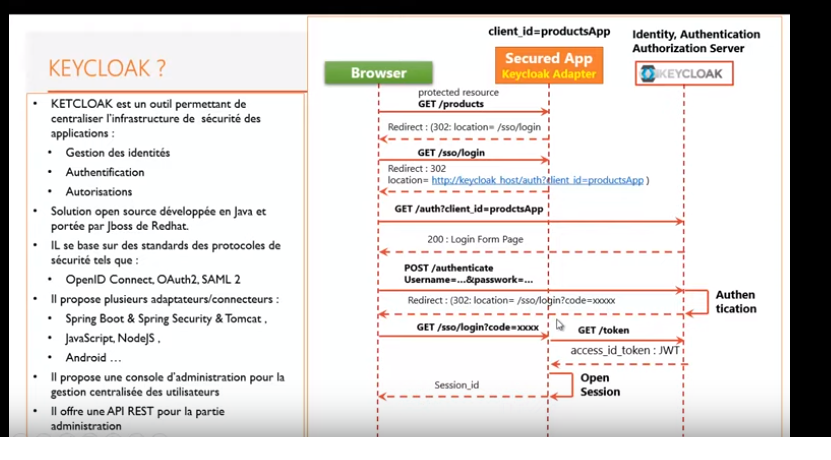 KEYCLOAK ?
• KETCLOAK est un outil permettant de
centraliser l'infrastructure de sécurité des
applications :
• Gestion des identités
• Authentification
• Autorisations
• Solution open source développée en Java et
portée par Jboss de Redhat.
• IL se base sur des standards des protocoles de
sécurité tels que :
• OpenID Connect, OAuth2, SAML 2
• Il propose plusieurs adaptateurs/connecteurs :
• Spring Boot & Spring Security & Tomcat ,
• JavaScript, NodeJS ,
• Android …
• Il propose une console d'administration pour la
gestion centralisée des utilisateurs
• Il offre une API REST pour la partie
administration
client_id=productsApp
Identity, Authentication
Authorization Server
Browser
Secured App
Keycloak Adapter
KEYCLOAK
protected resource
GET /products
Redirect : (302: location= /sso/login
GET /sso/login
Redirect : 302
location= http://keycloak_host/auth?client_id=productsApp )
GET /auth?client_id=prodctsApp
200 : Login Form Page
POST /authenticate
Username=...&passwork=...
Redirect : (302: location= /sso/login?code=xxxxx
Authen
tication
GET /sso/login?code=xxxx
GET /token
access_id_token : JWT
Open
Session
Session_id